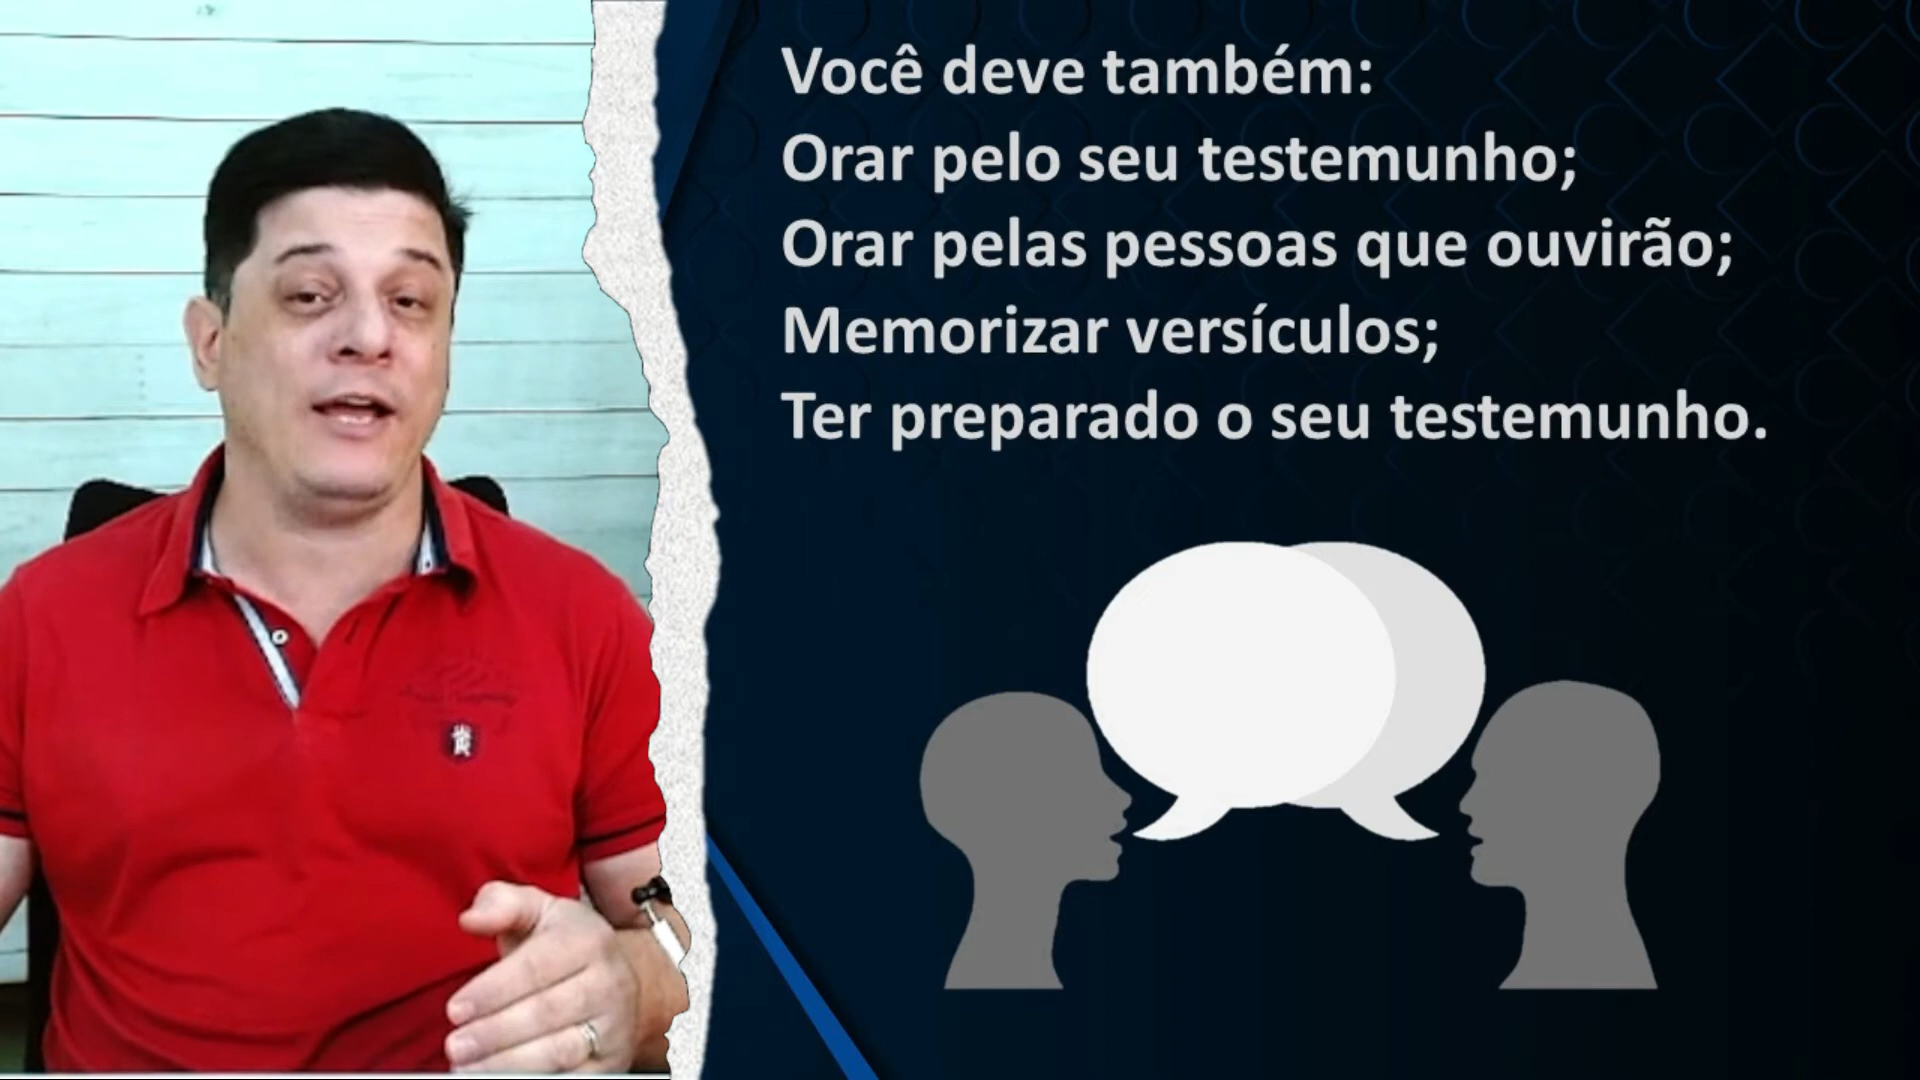 Você deve também:
Orar pelo seu testemunho;
Orar pelas pessoas que ouvirão;
Memorizar versículos;
Ter preparado o seu testemunho.